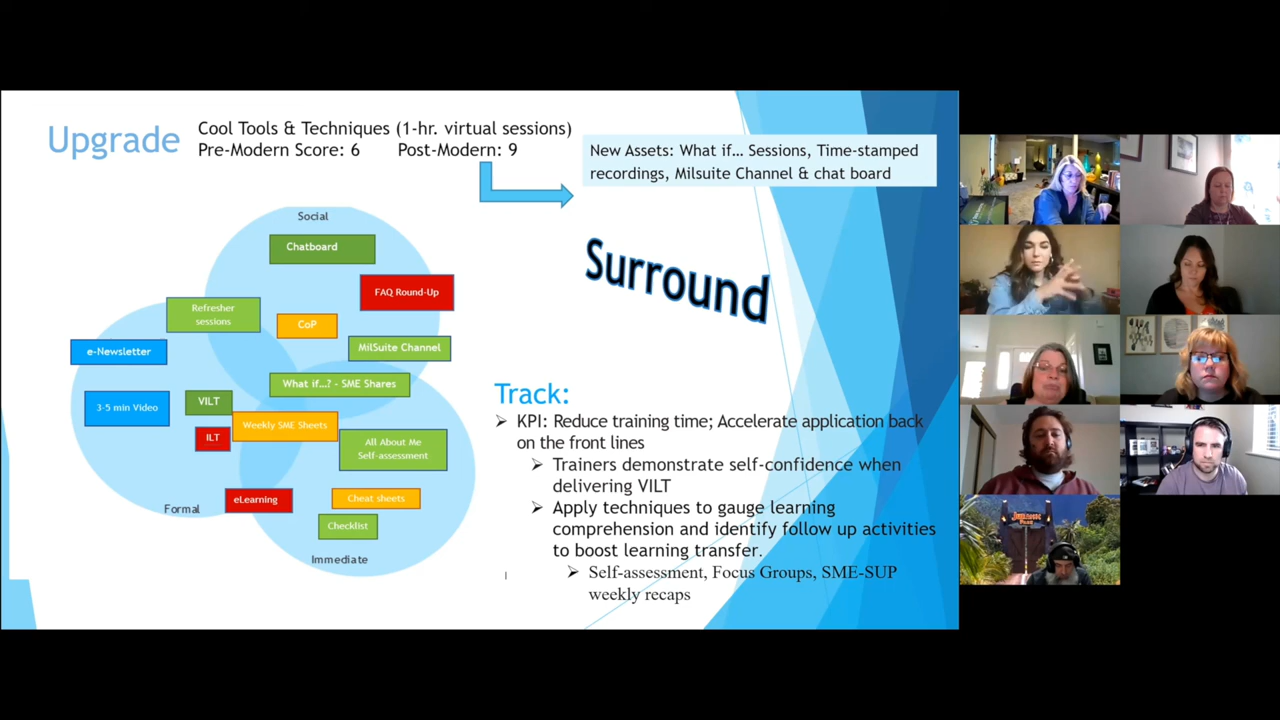 Upgrade
Cool Tools & Techniques (1-hr. virtual sessions)
Pre-Modern Score: 6 Post-Modern: 9
New Assets: What if… Sessions, Time-stamped
recordings, Milsuite Channel & chat board
Social
Chatboard
FAQ Round-Up
Refresher
sessions
CoP
MilSuite Channel
e-Newsletter
What if…? - SME Shares
3-5 min Video
VILT
Weekly SME Sheets
ILT
All About Me
Self-assessment
eLearning
Cheat sheets
Formal
Checklist
Immediate
Surround
Track:
KPI: Reduce training time; Accelerate application back
on the front lines
Trainers demonstrate self-confidence when
delivering VILT
Apply techniques to gauge learning
comprehension and identify follow up activities
to boost learning transfer.
Self-assessment, Focus Groups, SME-SUP
weekly recaps
JURASSIC
PARK